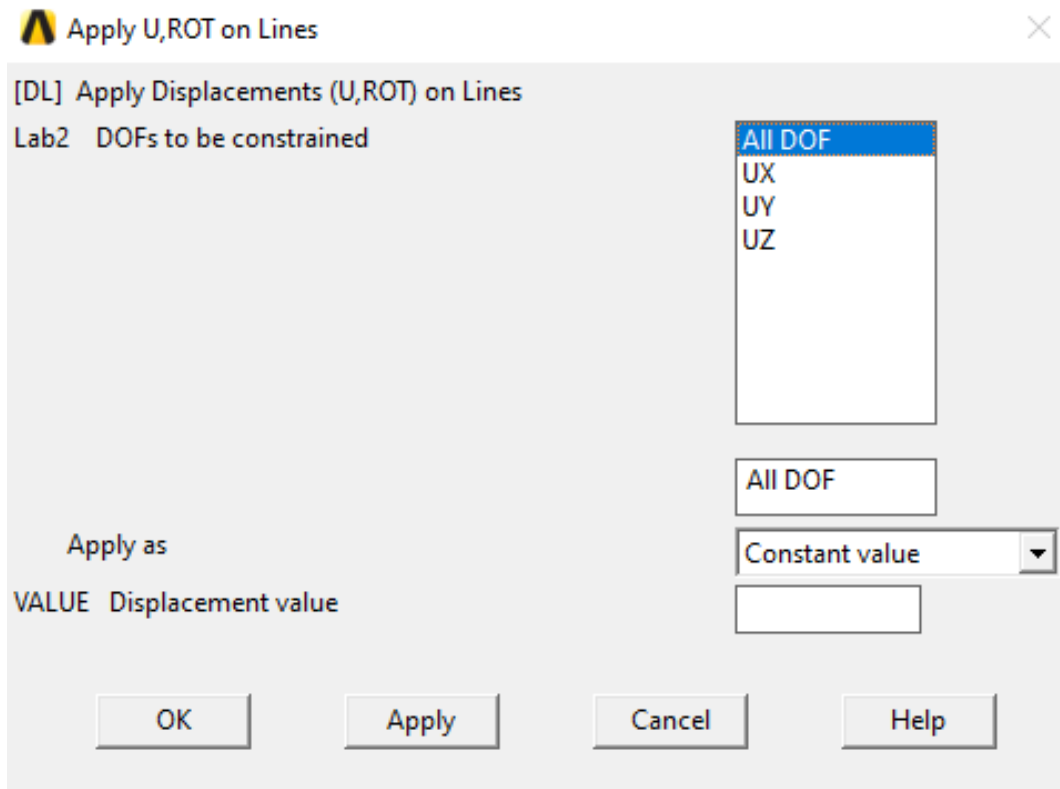 Apply U,ROT on Lines
[DL] Apply Displacements (U,ROT) on Lines
Lab2 DOFs to be constrained
All DOF
UX
UY
UZ
All DOF
Apply as
Constant value
VALUE Displacement value
OK
Apply
Cancel
Help